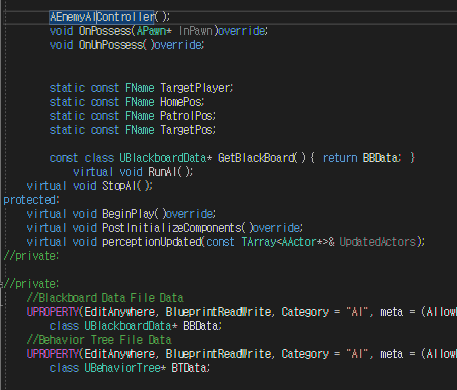 AEnemyAIController();
void OnPossess(APawn* InPawn)override;
void OnUnPossess()override;
static const FName TargetPlayer;
static const FName HomePos;
static const FName PatrolPos;
static const FName TargetPos;
const class UBlackboardData* GetBlackBoard() { return BBData; }
virtual void RunAI();
virtual void StopAI();
protected:
virtual void BeginPlay()override;
virtual void PostInitializeComponents()override;
virtual void perceptionUpdated(const TArray<AActor*>& UpdatedActors);
//private:
//private:
//Blackboard Data File Data
UPROPERTY(EditAnywhere, BlueprintReadWrite, Category = "AI", meta = (Allow
class UBlackboardData* BBData;
//Behavior Tree File Data
UPROPERTY(EditAnywhere, BlueprintReadWrite, Category = "AI", meta = (Allow
class UBehaviorTree* BTData;